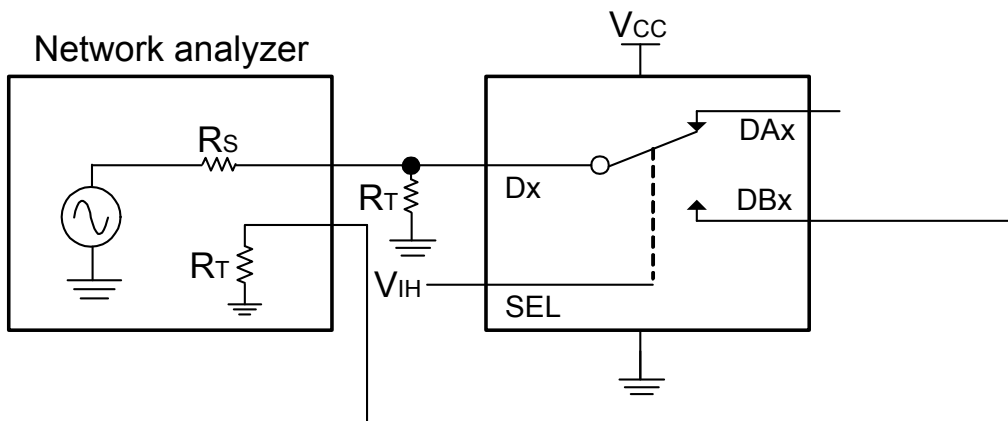 VCC
Network analyzer
RS
DAx
Dx
RT
DBx
RT
VIH
SEL